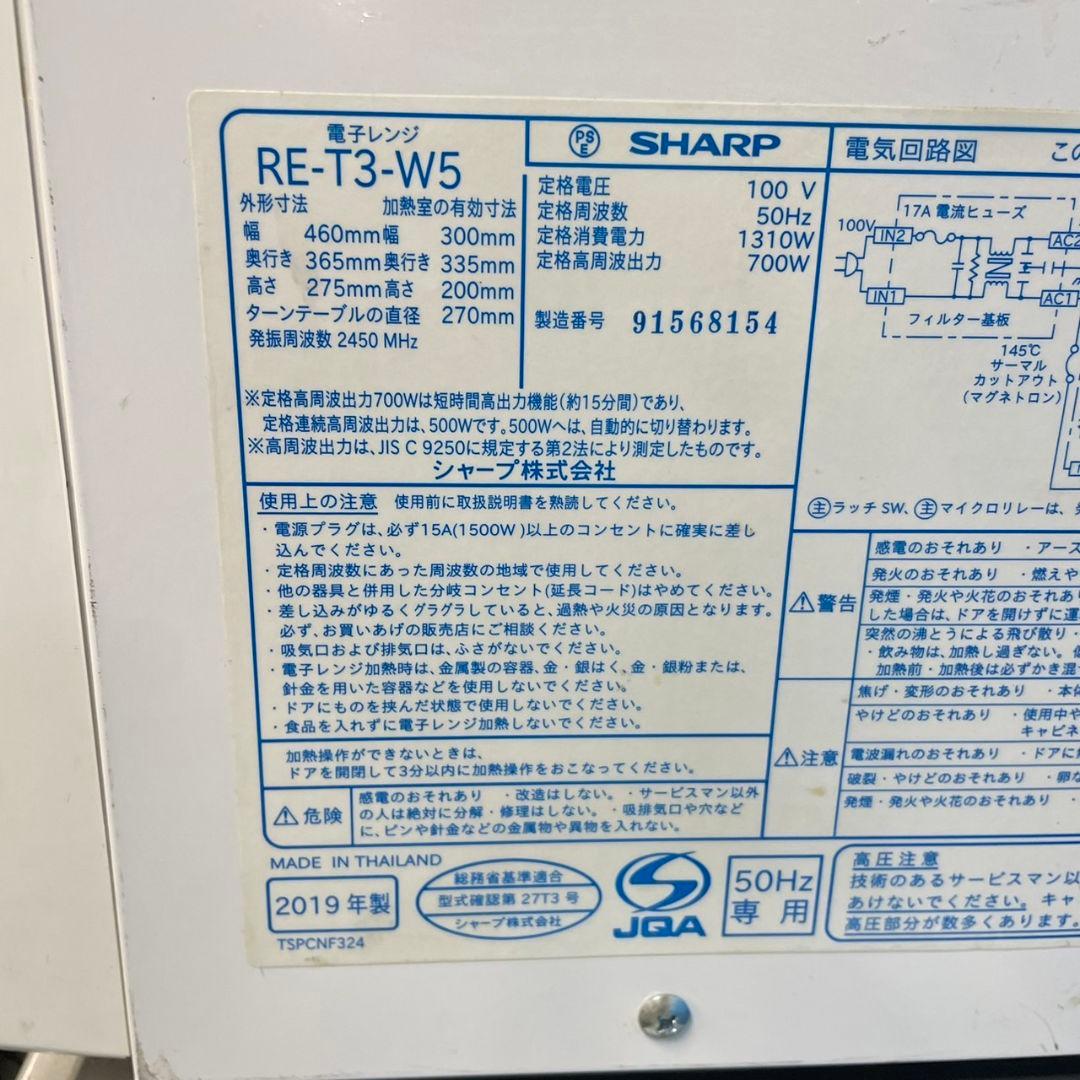 電子レンジ
RE-T3-W5
外形寸法 加熱室の有効寸法
幅 460mm 幅 300mm
奥行き 365mm 奥行き 335mm
高さ 275mm 高さ 200mm
ターンテーブルの直径 270mm
発振周波数 2450 MHz
PS
E
SHARP
定格電圧 100 V
定格周波数 50Hz
定格消費電力 1310W
定格高周波出力 700W
製造番号 91568154
※定格高周波出力700Wは短時間高出力機能(約15分間)であり、
定格連続高周波出力は、500Wです。500Wへは、自動的に切り替わります。
※高周波出力は、JIS C 9250に規定する第2法により測定したものです。
シャープ株式会社
使用上の注意 使用前に取扱説明書を熟読してください。
・電源プラグは、必ず15A(1500W)以上のコンセントに確実に差し
込んでください。
・定格周波数にあった周波数の地域で使用してください。
・他の器具と併用した分岐コンセント(延長コード)はやめてください。
・差し込みがゆるくグラグラしていると、過熱や火災の原因となります。
必ず、お買いあげの販売店にご相談ください。
・吸気口および排気口は、ふさがないでください。
・電子レンジ加熱時は、金属製の容器、金・銀はく、金・銀粉または、
針金を用いた容器などを使用しないでください。
・ドアにものを挟んだ状態で使用しないでください。
・食品を入れずに電子レンジ加熱しないでください。
加熱操作ができないときは、
ドアを開閉して3分以内に加熱操作をおこなってください。
危険
感電のおそれあり ・改造はしない。 ・サービスマン以外
の人は絶対に分解・修理はしない。 ・吸排気口や穴など
に、ピンや針金などの金属物や異物を入れない。
電気回路図 この
17A 電流ヒューズ
100V
IN2
AC2
IN1
AC1
フィルター基板
145℃
サーマル
カットアウト
(マグネトロン)
主ラッチ SW、主マイクロリレーは、
警告
感電のおそれあり ・アース
発火のおそれあり ・燃えや
発煙・発火や火花のおそれあり
した場合は、ドアを開けずに運
突然の沸とうによる飛び散り・
・飲み物は、加熱し過ぎない。
加熱前・加熱後は必ずかき混
注意
焦げ・変形のおそれあり ・本体
やけどのおそれあり ・使用中や
キャビネ
電波漏れのおそれあり ・ドアに
破裂・やけどのおそれあり ・卵な
発煙・発火や火花のおそれあり ・
MADE IN THAILAND
2019 年製
TSPCNF324
総務省基準適合
型式確認第 27T3 号
シャープ株式会社
JQA
50Hz
専用
高圧注意
技術のあるサービスマン以
あけないでください。 キャ
高圧部分が数多くあります。